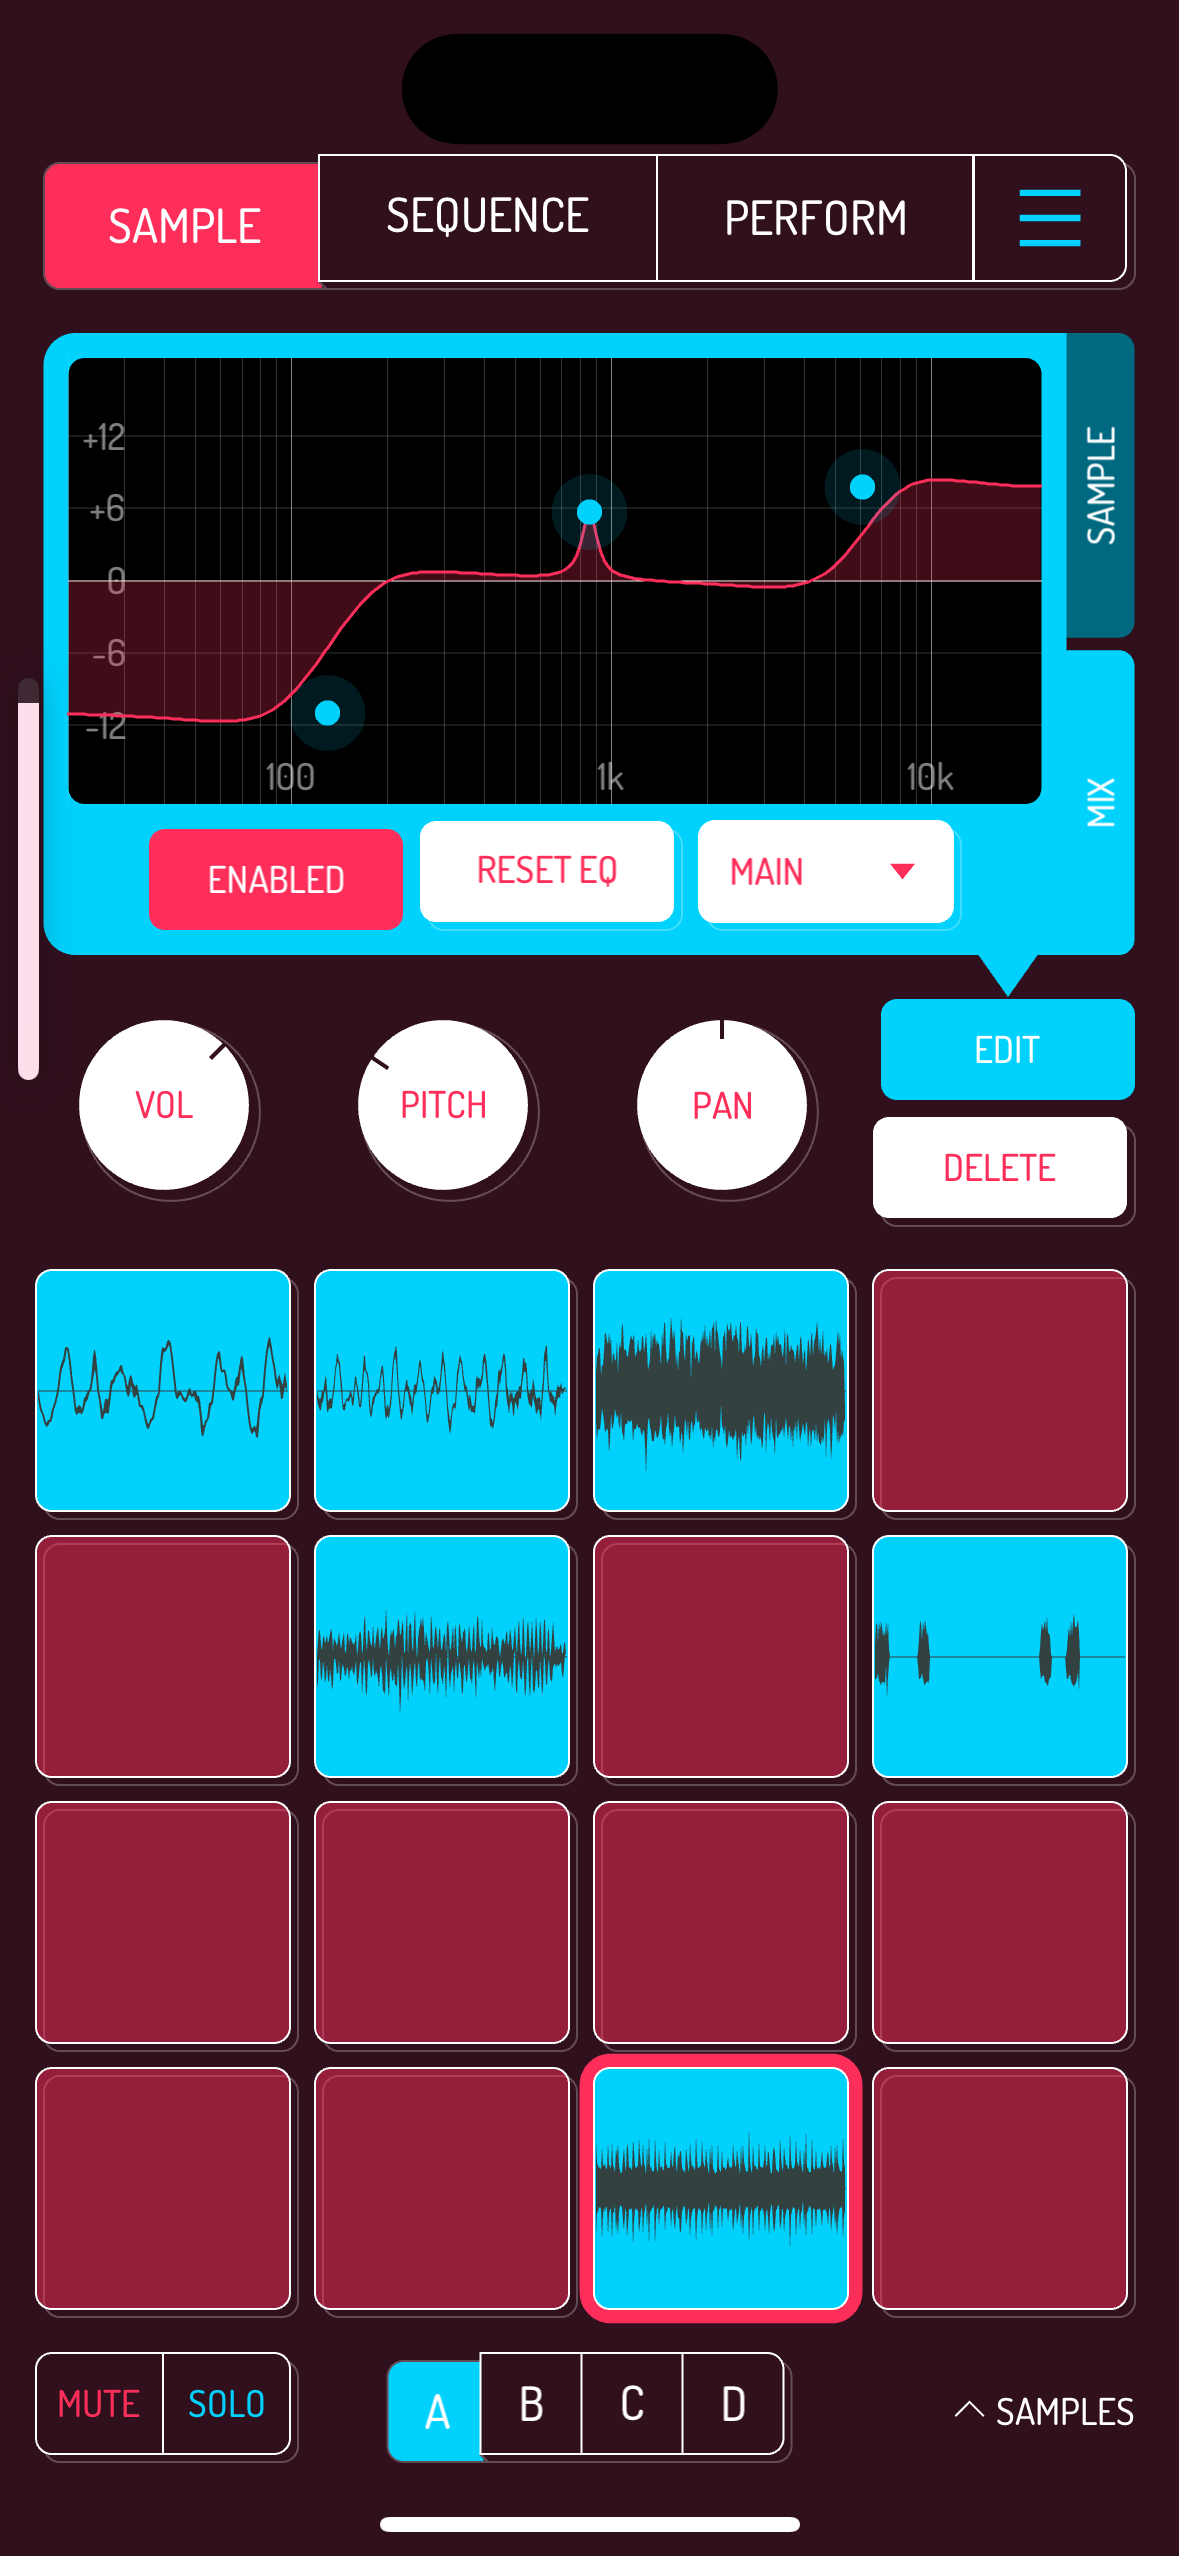 SAMPLE SEQUENCE PERFORM
+12
+6
0
-6
-12
100 1k 10k
SAMPLE
MIX
ENABLED RESET EQ MAIN
EDIT
VOL PITCH PAN
DELETE
MUTE SOLO A B C D SAMPLES